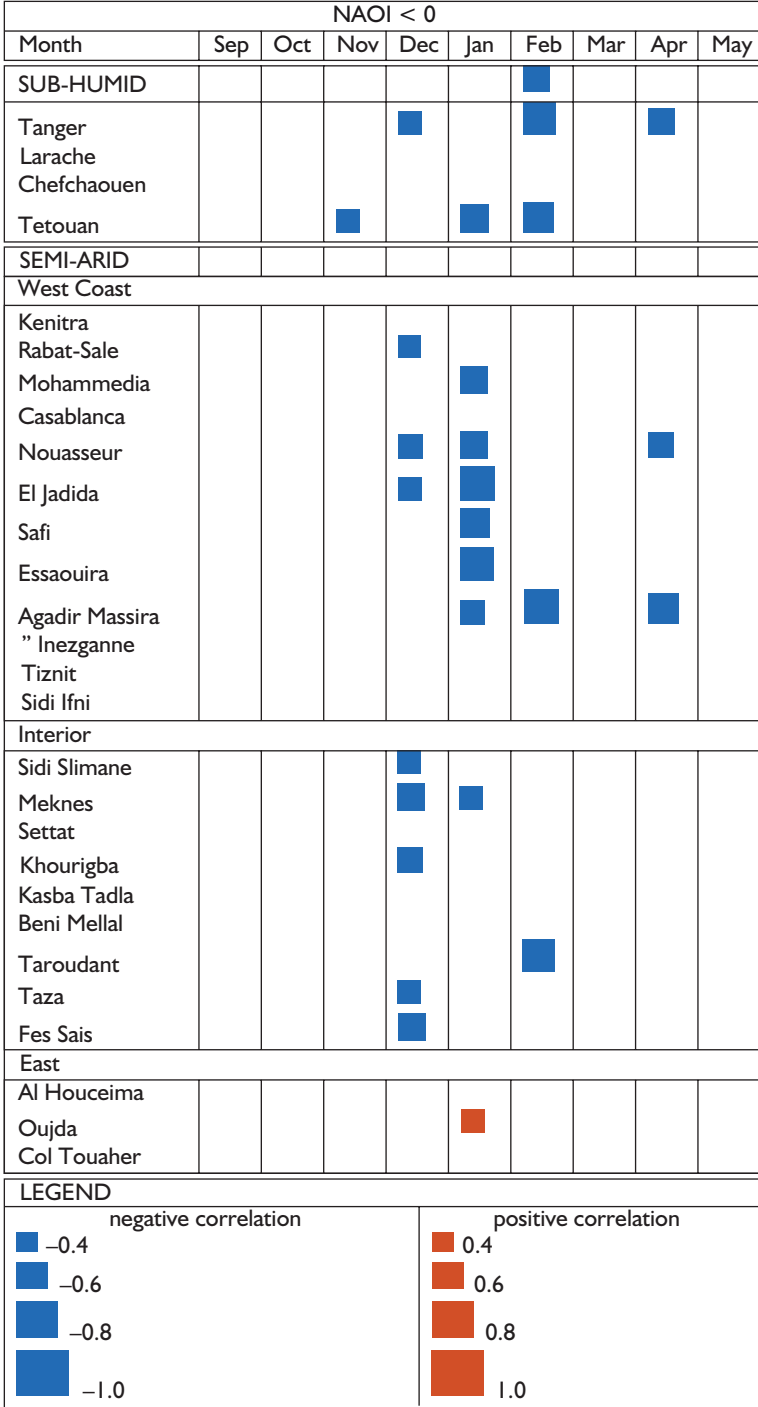 NAOI < 0
Month Sep Oct Nov Dec Jan Feb Mar Apr May
SUB-HUMID
Tanger
Larache
Chefchaouen
Tetouan
SEMI-ARID
West Coast
Kenitra
Rabat-Sale
Mohammedia
Casablanca
Nouasseur
El Jadida
Safi
Essaouira
Agadir Massira
” Inezganne
Tiznit
Sidi Ifni
Interior
Sidi Slimane
Meknes
Settat
Khourigba
Kasba Tadla
Beni Mellal
Taroudant
Taza
Fes Sais
East
Al Houceima
Oujda
Col Touaher
LEGEND
negative correlation positive correlation
–0.4 0.4
–0.6 0.6
–0.8 0.8
–1.0 1.0